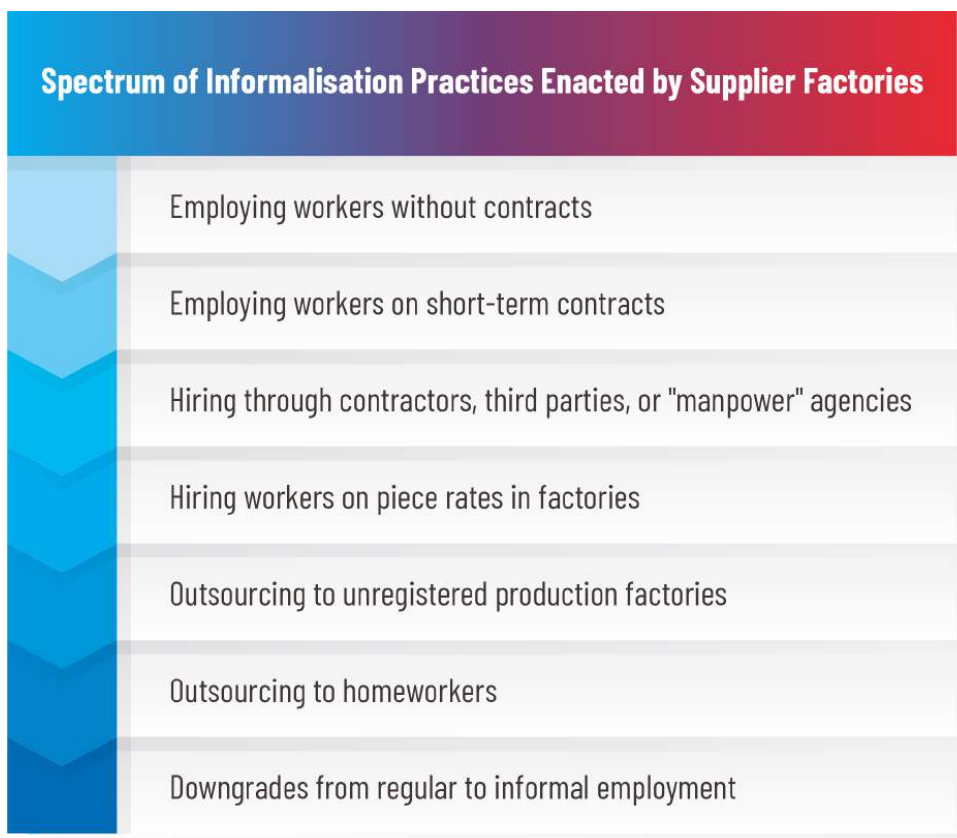 Spectrum of Informalisation Practices Enacted by Supplier Factories
Employing workers without contracts
Employing workers on short-term contracts
Hiring through contractors, third parties, or "manpower" agencies
Hiring workers on piece rates in factories
Outsourcing to unregistered production factories
Outsourcing to homeworkers
Downgrades from regular to informal employment